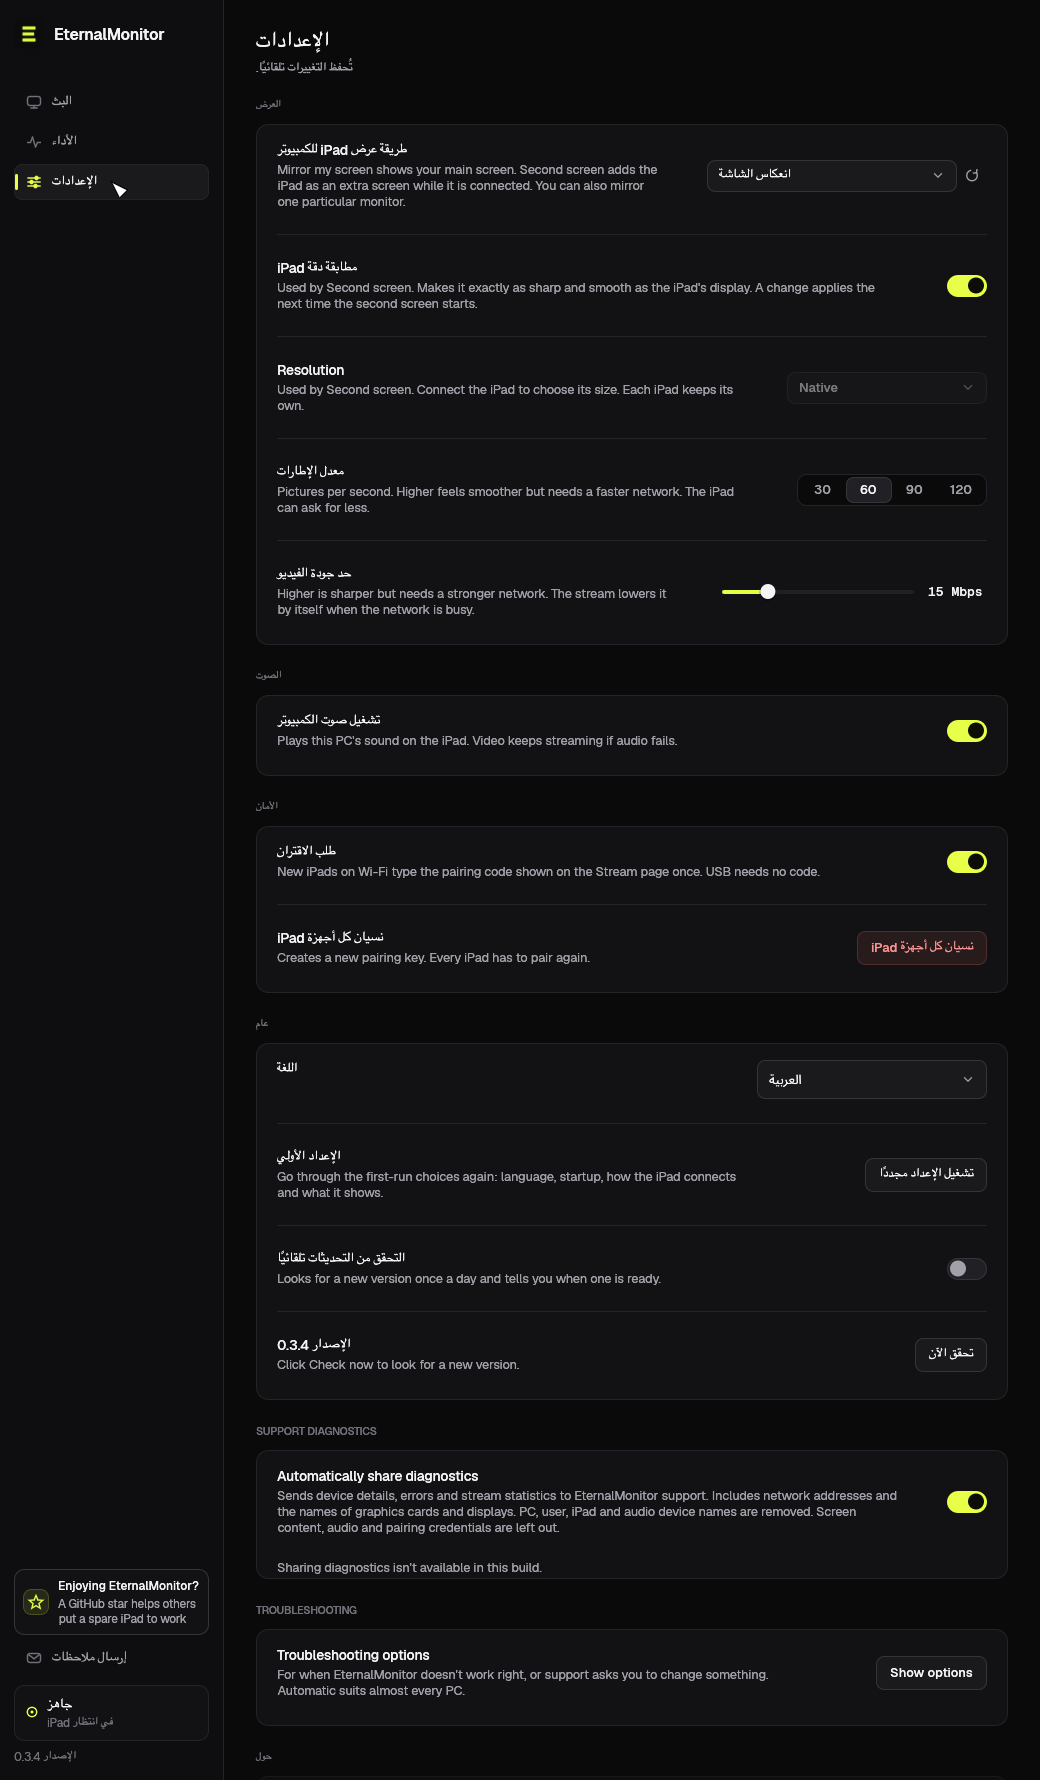 EternalMonitor
البث
الأداء
الإعدادات
الإعدادات
تُحفظ التغييرات تلقائيًا.
العرض
طريقة عرض iPad للكمبيوتر
Mirror my screen shows your main screen. Second screen adds the
iPad as an extra screen while it is connected. You can also mirror
one particular monitor.
انعكاس الشاشة
مطابقة دقة iPad
Used by Second screen. Makes it exactly as sharp and smooth as the iPad's display. A change applies the
next time the second screen starts.
Resolution
Used by Second screen. Connect the iPad to choose its size. Each iPad keeps its
own.
Native
معدل الإطارات
Pictures per second. Higher feels smoother but needs a faster network. The iPad
can ask for less.
30 60 90 120
حد جودة الفيديو
Higher is sharper but needs a stronger network. The stream lowers it
by itself when the network is busy.
15 Mbps
الصوت
تشغيل صوت الكمبيوتر
Plays this PC's sound on the iPad. Video keeps streaming if audio fails.
الأمان
طلب الاقتران
New iPads on Wi-Fi type the pairing code shown on the Stream page once. USB needs no code.
نسيان كل أجهزة iPad
Creates a new pairing key. Every iPad has to pair again.
نسيان كل أجهزة iPad
عام
اللغة
العربية
الإعداد الأولي
Go through the first-run choices again: language, startup, how the iPad connects
and what it shows.
تشغيل الإعداد مجددًا
التحقق من التحديثات تلقائيًا
Looks for a new version once a day and tells you when one is ready.
الإصدار 0.3.4
Click Check now to look for a new version.
تحقق الآن
SUPPORT DIAGNOSTICS
Automatically share diagnostics
Sends device details, errors and stream statistics to EternalMonitor support. Includes network addresses and
the names of graphics cards and displays. PC, user, iPad and audio device names are removed. Screen
content, audio and pairing credentials are left out.
Sharing diagnostics isn't available in this build.
TROUBLESHOOTING
Troubleshooting options
For when EternalMonitor doesn't work right, or support asks you to change something.
Automatic suits almost every PC.
Show options
حول
Enjoying EternalMonitor?
A GitHub star helps others
put a spare iPad to work
إرسال ملاحظات
جاهز
في انتظار iPad
الإصدار 0.3.4